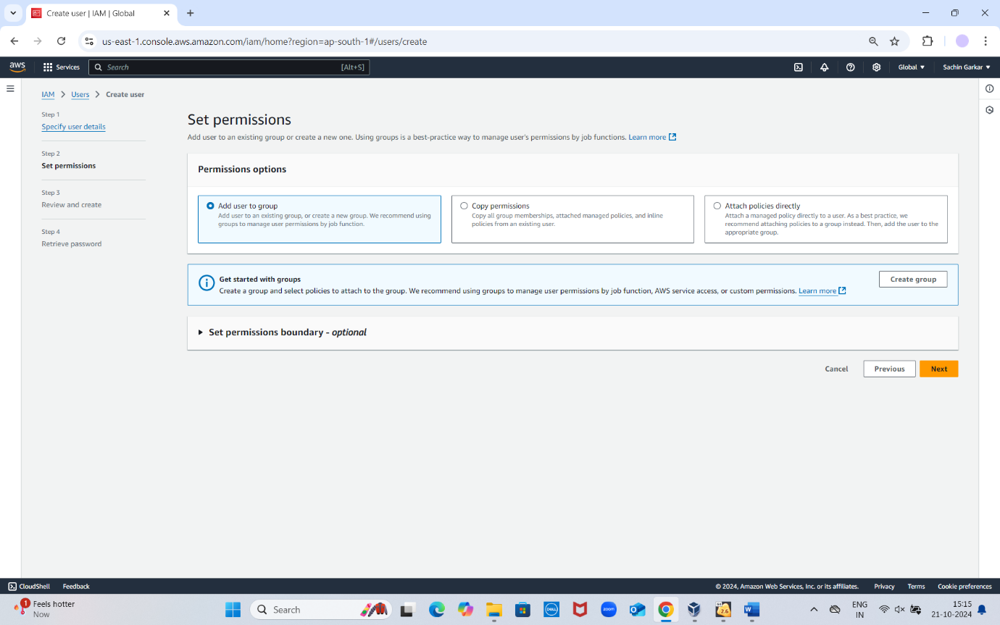 Create user | IAM | Global
us-east-1.console.aws.amazon.com/iam/home?region=ap-south-1#/users/create
aws
Services
Search
[Alt+S]
Global
Sachin Garkar
IAM
Users
Create user
Step 1
Specify user details
Step 2
Set permissions
Step 3
Review and create
Step 4
Retrieve password
Set permissions
Add user to an existing group or create a new one. Using groups is a best-practice way to manage user's permissions by job functions. Learn more
Permissions options
Add user to group
Add user to an existing group, or create a new group. We recommend using
groups to manage user permissions by job function.
Copy permissions
Copy all group memberships, attached managed policies, and inline
policies from an existing user.
Attach policies directly
Attach a managed policy directly to a user. As a best practice, we
recommend attaching policies to a group instead. Then, add the user to the
appropriate group.
Get started with groups
Create a group and select policies to attach to the group. We recommend using groups to manage user permissions by job function, AWS service access, or custom permissions. Learn more
Create group
Set permissions boundary - optional
Cancel
Previous
Next
CloudShell
Feedback
© 2024, Amazon Web Services, Inc. or its affiliates.
Privacy
Terms
Cookie preferences
1
Feels hotter
Now
Search
DELL
zoom
2.6
W
ENG
IN
15:15
21-10-2024